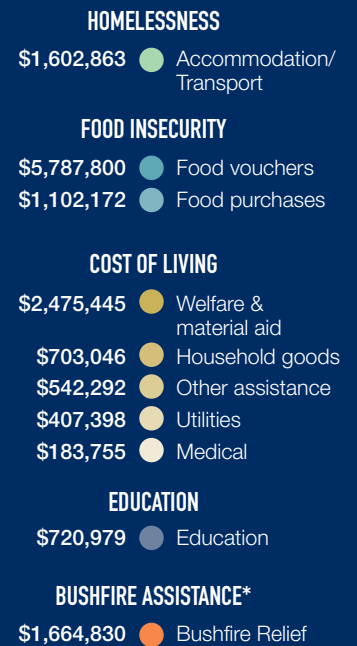 HOMELESSNESS
$1,602,863 Accommodation/
Transport
FOOD INSECURITY
$5,787,800 Food vouchers
$1,102,172 Food purchases
COST OF LIVING
$2,475,445 Welfare &
material aid
$703,046 Household goods
$542,292 Other assistance
$407,398 Utilities
$183,755 Medical
EDUCATION
$720,979 Education
BUSHFIRE ASSISTANCE*
$1,664,830 Bushfire Relief